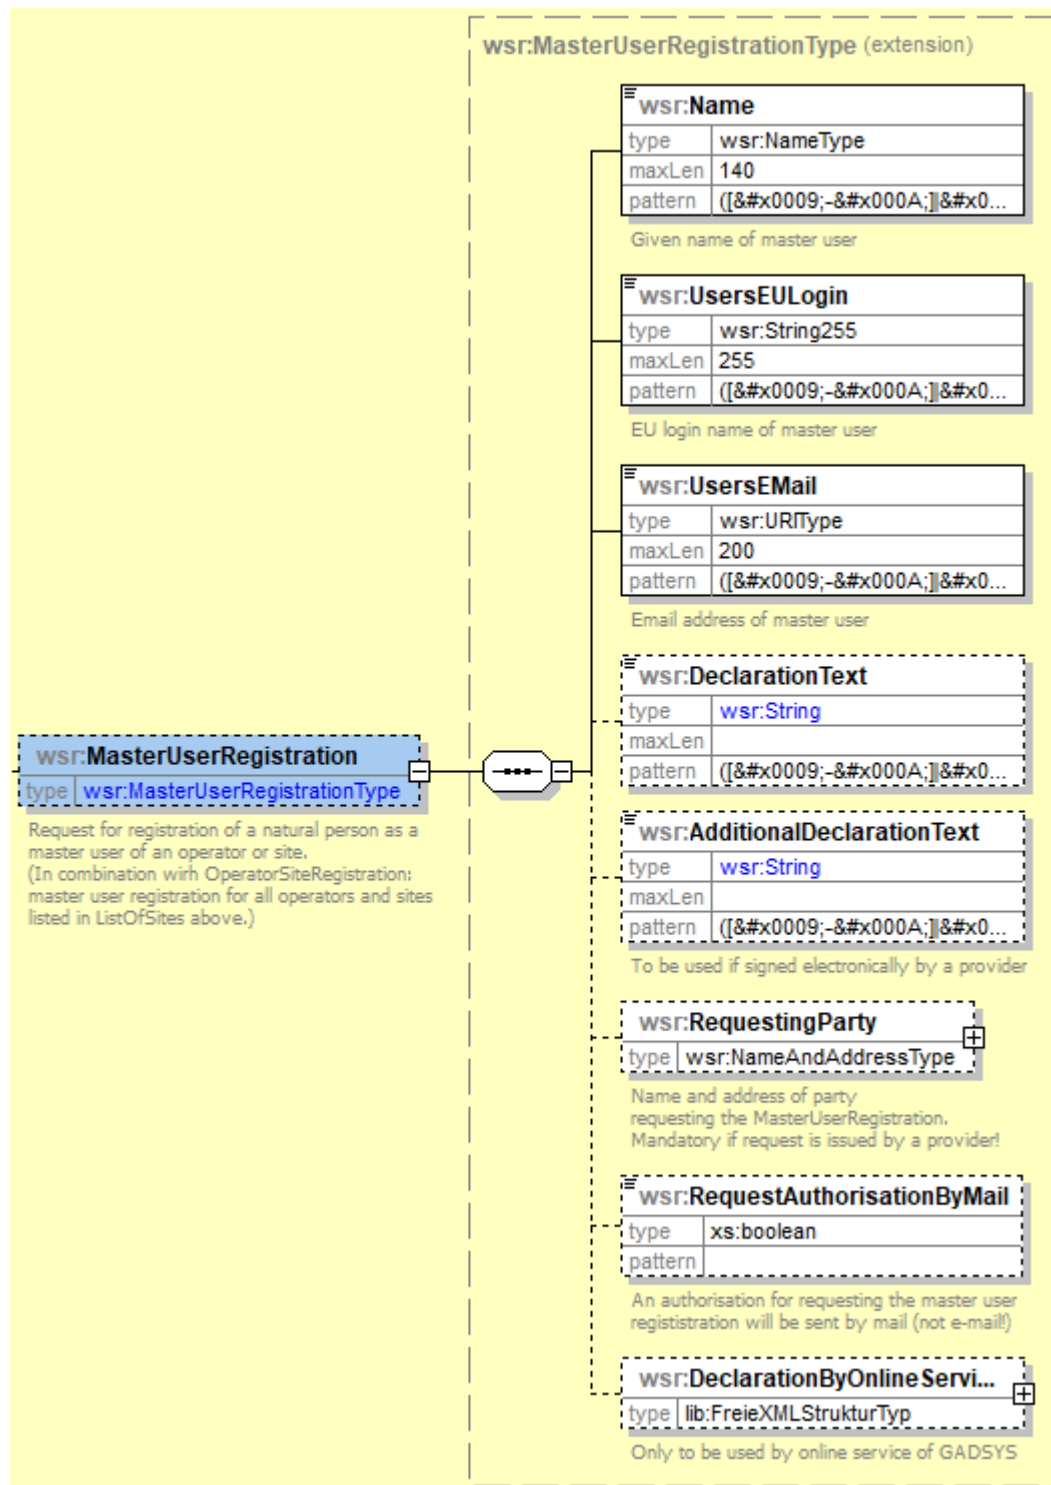 wsr:MasterUserRegistrationType (extension)
wsr:Name
type wsr:NameType
maxLen 140
pattern ([&#x0009;-&#x000A;]|&#x0...
Given name of master user
wsr:UsersEULogin
type wsr:String255
maxLen 255
pattern ([&#x0009;-&#x000A;]|&#x0...
EU login name of master user
wsr:UsersEMail
type wsr:URIType
maxLen 200
pattern ([&#x0009;-&#x000A;]|&#x0...
Email address of master user
wsr:DeclarationText
type wsr:String
maxLen
pattern ([&#x0009;-&#x000A;]|&#x0...
wsr:MasterUserRegistration
type wsr:MasterUserRegistrationType
Request for registration of a natural person as a
master user of an operator or site.
(In combination wirh OperatorSiteRegistration:
master user registration for all operators and sites
listed in ListOfSites above.)
wsr:AdditionalDeclarationText
type wsr:String
maxLen
pattern ([&#x0009;-&#x000A;]|&#x0...
To be used if signed electronically by a provider
wsr:RequestingParty
type wsr:NameAndAddressType
Name and address of party
requesting the MasterUserRegistration.
Mandatory if request is issued by a provider!
wsr:RequestAuthorisationByMail
type xs:boolean
pattern
An authorisation for requesting the master user
regististration will be sent by mail (not e-mail!)
wsr:DeclarationByOnlineServi...
type lib:FreieXMLStrukturTyp
Only to be used by online service of GADSYS